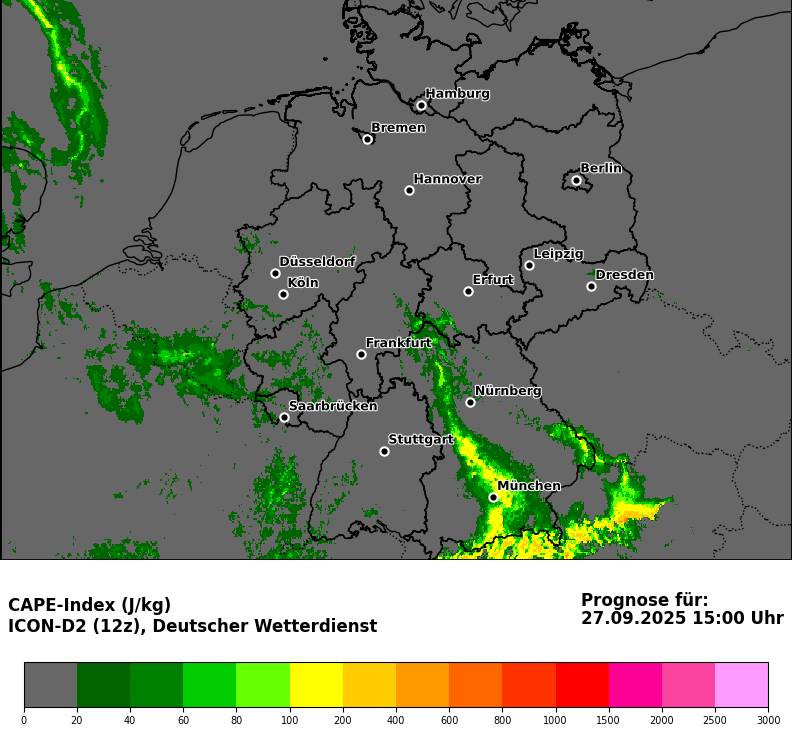 Hamburg
Bremen
Berlin
Hannover
Leipzig
Düsseldorf
Dresden
Köln
Erfurt
Frankfurt
Nürnberg
Saarbrücken
Stuttgart
München
CAPE-Index (J/kg)
ICON-D2 (12z), Deutscher Wetterdienst
Prognose für:
27.09.2025 15:00 Uhr
0 20 40 60 80 100 200 400 600 800 1000 1500 2000 2500 3000